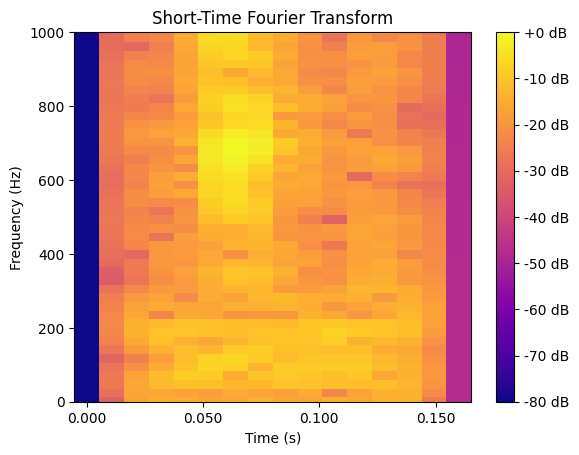 Short-Time Fourier Transform
Frequency (Hz)
1000
800
600
400
200
0
0.000
0.050
0.100
0.150
Time (s)
+0 dB
-10 dB
-20 dB
-30 dB
-40 dB
-50 dB
-60 dB
-70 dB
-80 dB